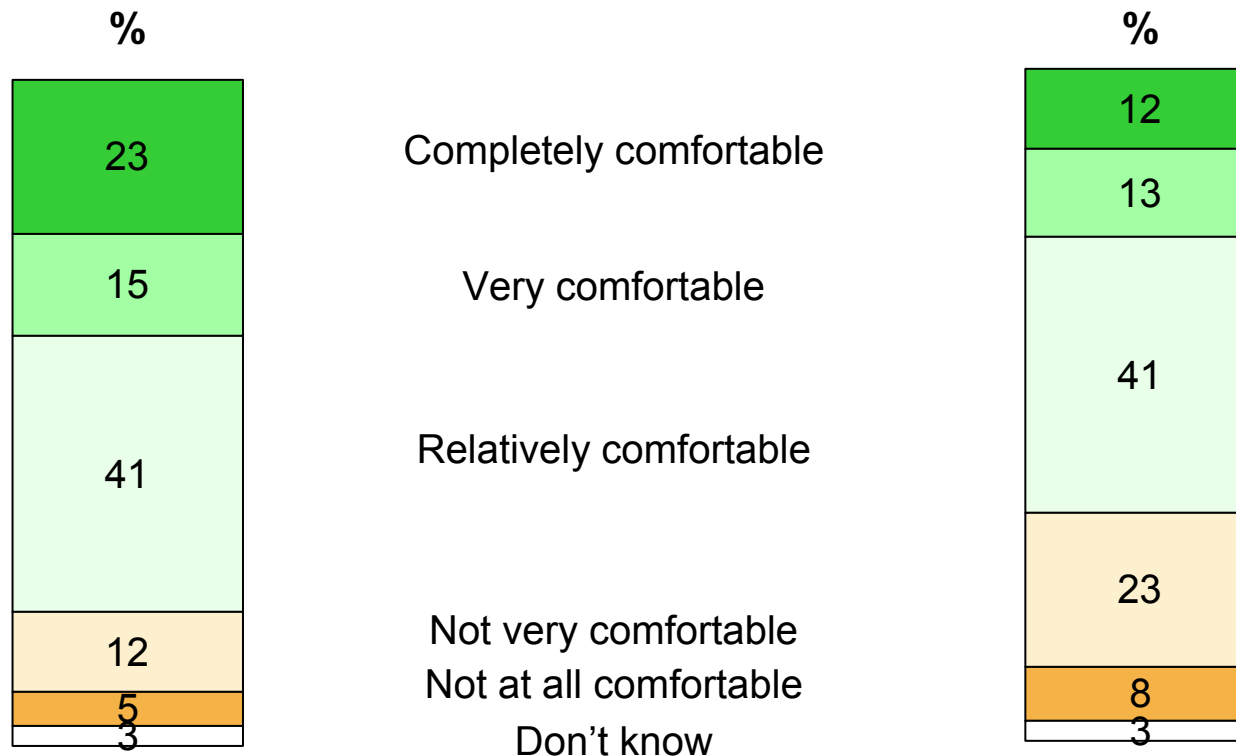 % %
23 Completely comfortable 12
15 Very comfortable 13
41 Relatively comfortable 41
12 Not very comfortable 23
5 Not at all comfortable 8
3 Don't know 3